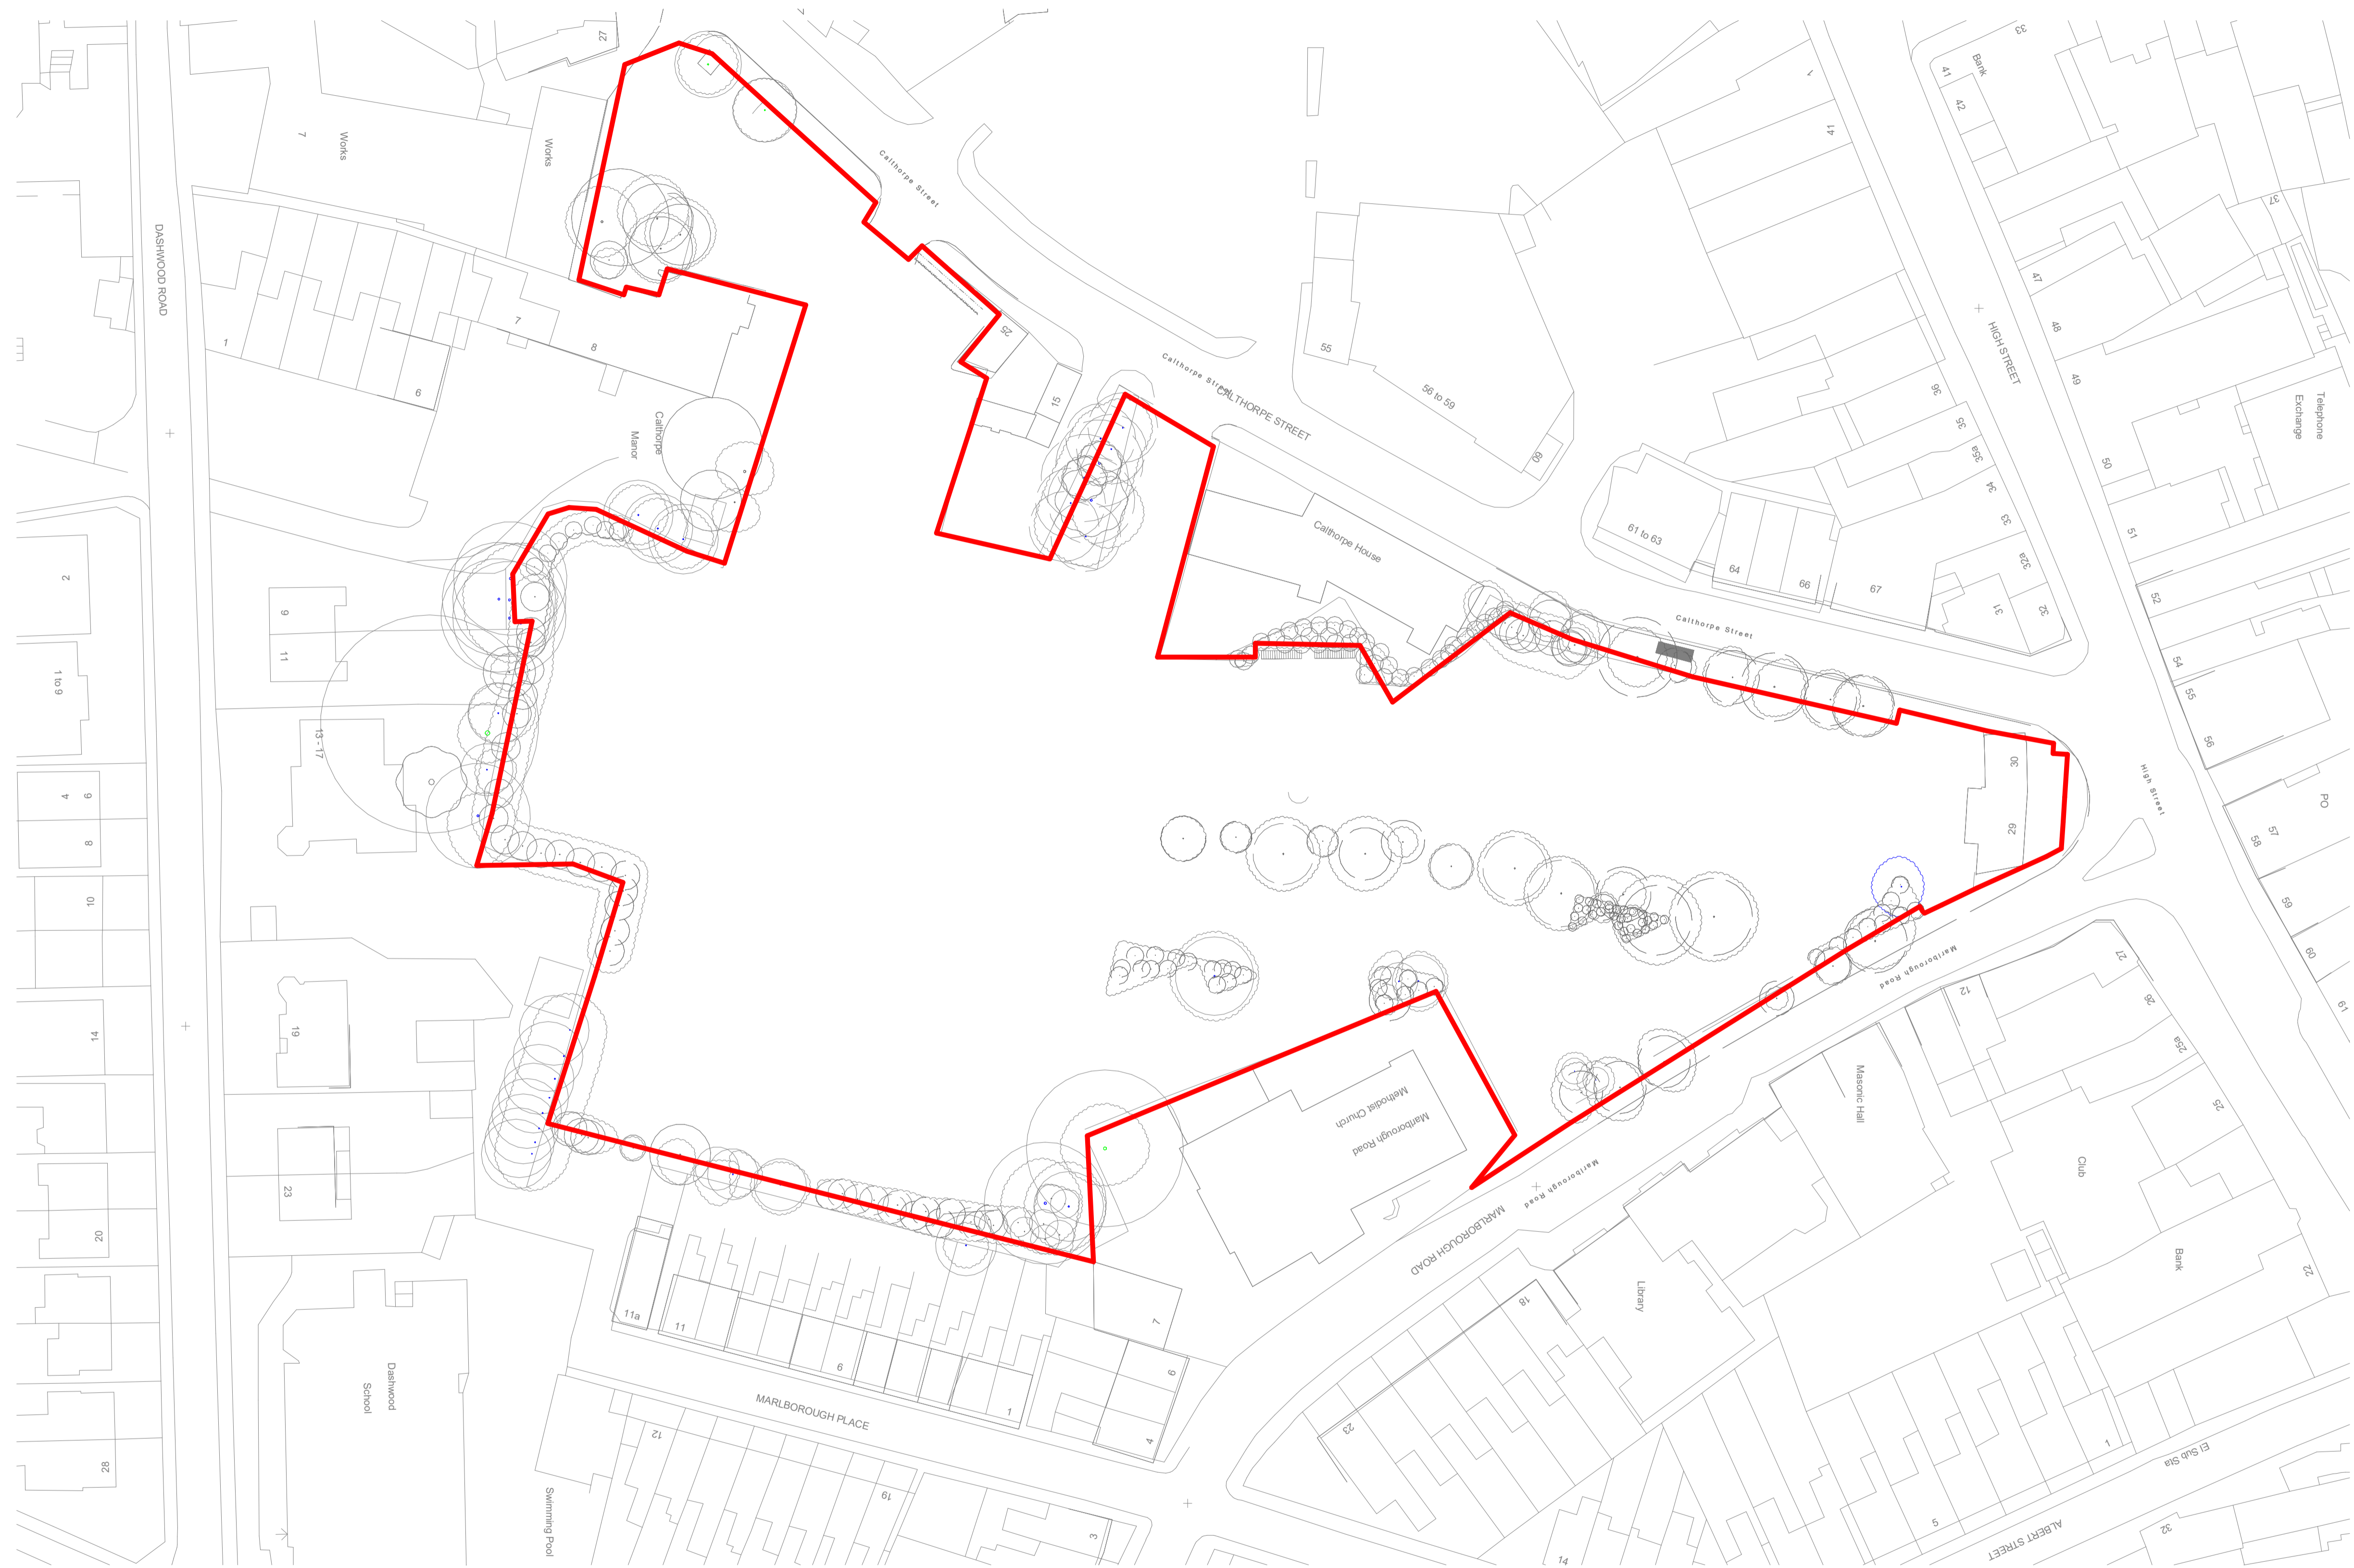 27
Works
7
Works
DASHWOOD ROAD
1
6
7
8
Calthorpe
Manor
Calthorpe Street
25
15
Calthorpe Street
CALTHORPE STREET
55
56 to 59
60
Calthorpe House
61 to 63
64
66
67
Calthorpe Street
41
1
36
35
35a
34
33
32a
32
31
HIGH STREET
33
Bank
41
42
37
47
48
49
Telephone
Exchange
50
51
52
54
55
56
57
58
PO
59
60
61
High Street
30
29
2
1 to 9
9
11
13 - 17
4
6
8
10
14
19
20
23
28
Dashwood
School
Swimming Pool
11a
11
6
1
7
6
4
MARLBOROUGH PLACE
12
19
3
Marlborough Road
Methodist Church
Marlborough
Road
Marlborough Road
MARLBOROUGH ROAD
Masonic Hall
12
27
26
25a
25
Club
Bank
22
Library
18
23
14
1
5
El Sub Sta
ALBERT STREET
32